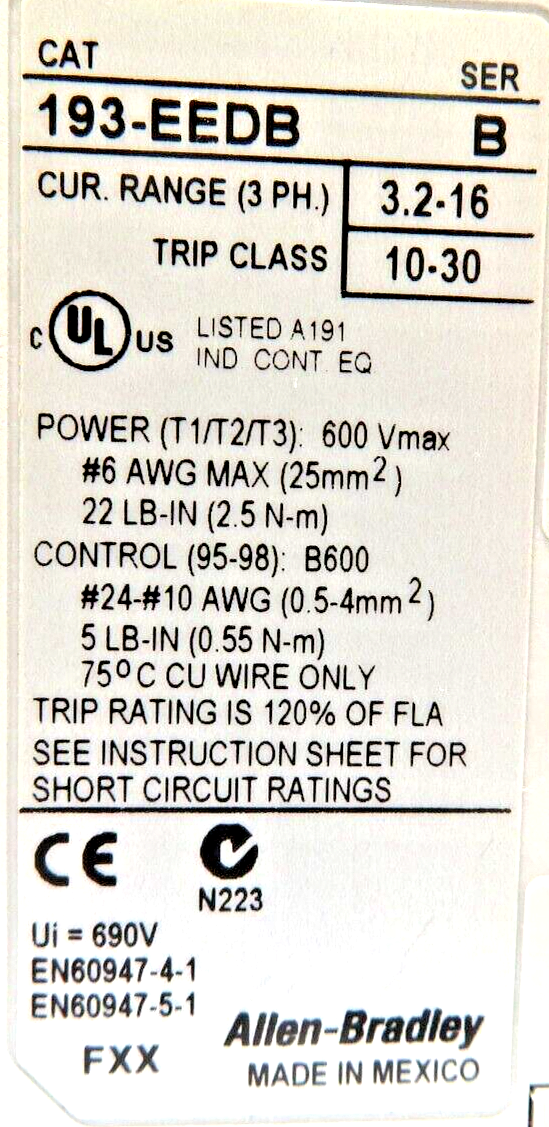 CAT
SER
193-EEDB B
CUR. RANGE (3 PH.) 3.2-16
TRIP CLASS 10-30
C UL US LISTED A191
IND CONT EQ
POWER (T1/T2/T3): 600 Vmax
#6 AWG MAX (25mm²)
22 LB-IN (2.5 N-m)
CONTROL (95-98): B600
#24-#10 AWG (0.5-4mm²)
5 LB-IN (0.55 N-m)
75°C CU WIRE ONLY
TRIP RATING IS 120% OF FLA
SEE INSTRUCTION SHEET FOR
SHORT CIRCUIT RATINGS
CE
N223
Ui = 690V
EN60947-4-1
EN60947-5-1
Allen-Bradley
FXX
MADE IN MEXICO